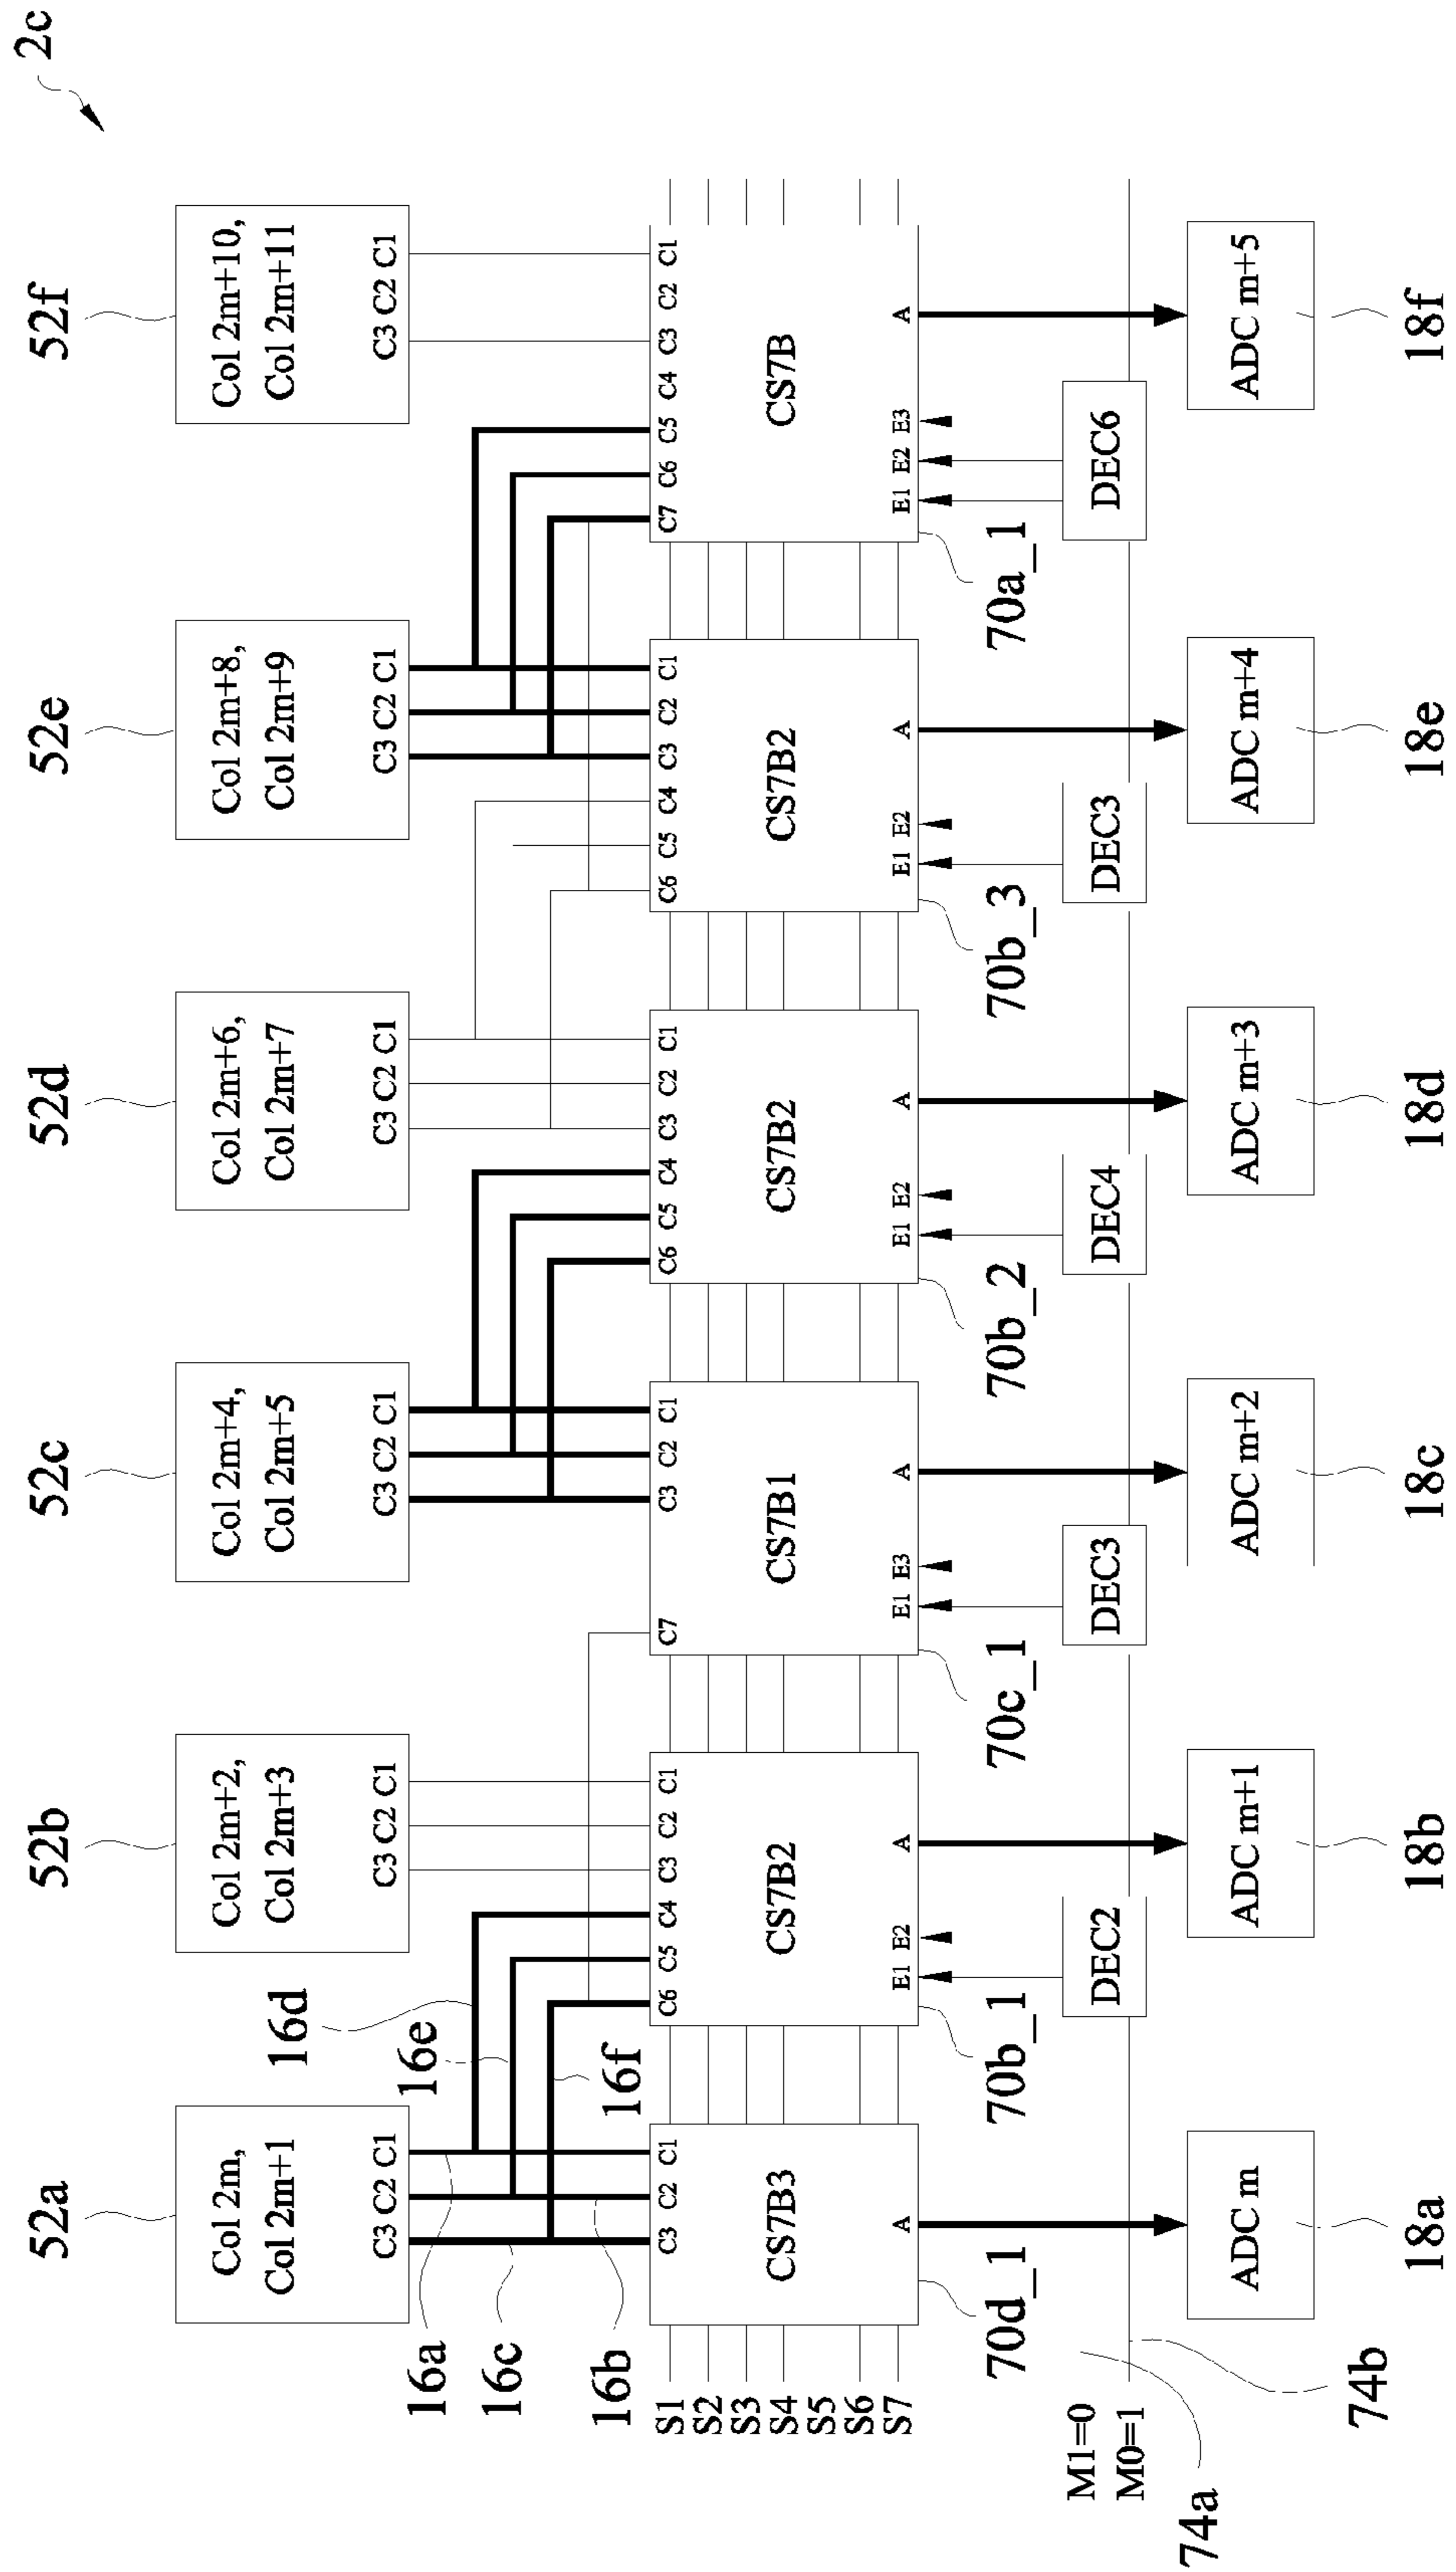 2c
52a
52b
52c
52d
52e
52f
Col 2m,
Col 2m+1
C3 C2 C1
Col 2m+2,
Col 2m+3
C3 C2 C1
Col 2m+4,
Col 2m+5
C3 C2 C1
Col 2m+6,
Col 2m+7
C3 C2 C1
Col 2m+8,
Col 2m+9
C3 C2 C1
Col 2m+10,
Col 2m+11
C3 C2 C1
16d
16e
16f
16a
16c
16b
S1
S2
S3
S4
S5
S6
S7
C3 C2 C1
CS7B3
A
C6 C5 C4 C3 C2 C1
CS7B2
E1 E2 A
C7 C3 C2 C1
CS7B1
E1 E3 A
C6 C5 C4 C3 C2 C1
CS7B2
E1 E2 A
C6 C5 C4 C3 C2 C1
CS7B2
E1 E2 A
C7 C6 C5 C4 C3 C2 C1
CS7B
E1 E2 E3 A
70d_1
70b_1
70c_1
70b_2
70b_3
70a_1
M1=0
M0=1
DEC2
DEC3
DEC4
DEC3
DEC6
74a
74b
ADC m
ADC m+1
ADC m+2
ADC m+3
ADC m+4
ADC m+5
18a
18b
18c
18d
18e
18f